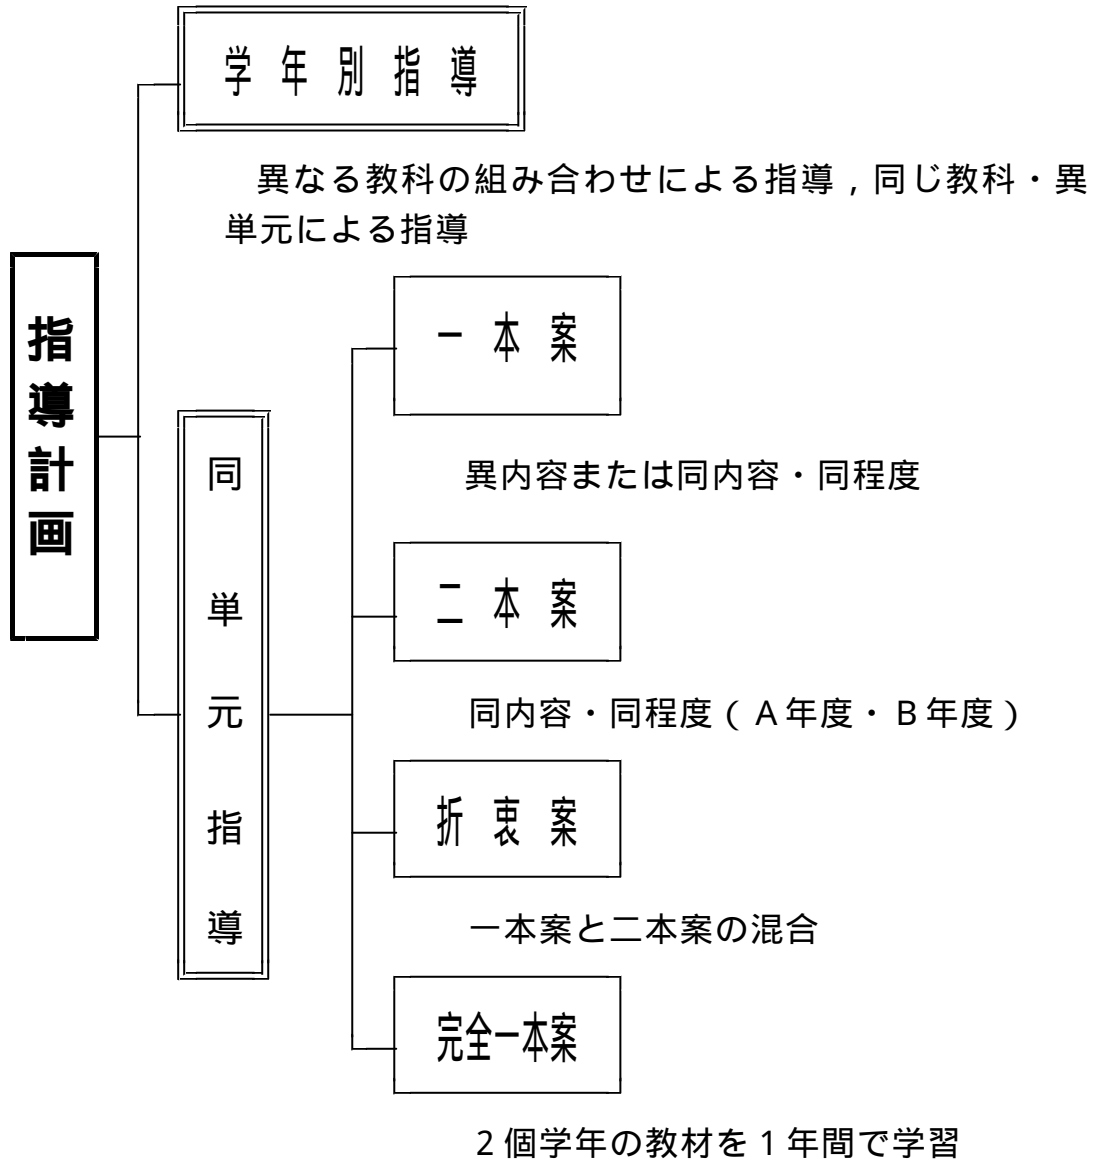 学年別指導
異なる教科の組み合わせによる指導，同じ教科・異
単元による指導
指導計画
一本案
異内容または同内容・同程度
同単元指導
二本案
同内容・同程度（Ａ年度・Ｂ年度）
折衷案
一本案と二本案の混合
完全一本案
２個学年の教材を１年間で学習